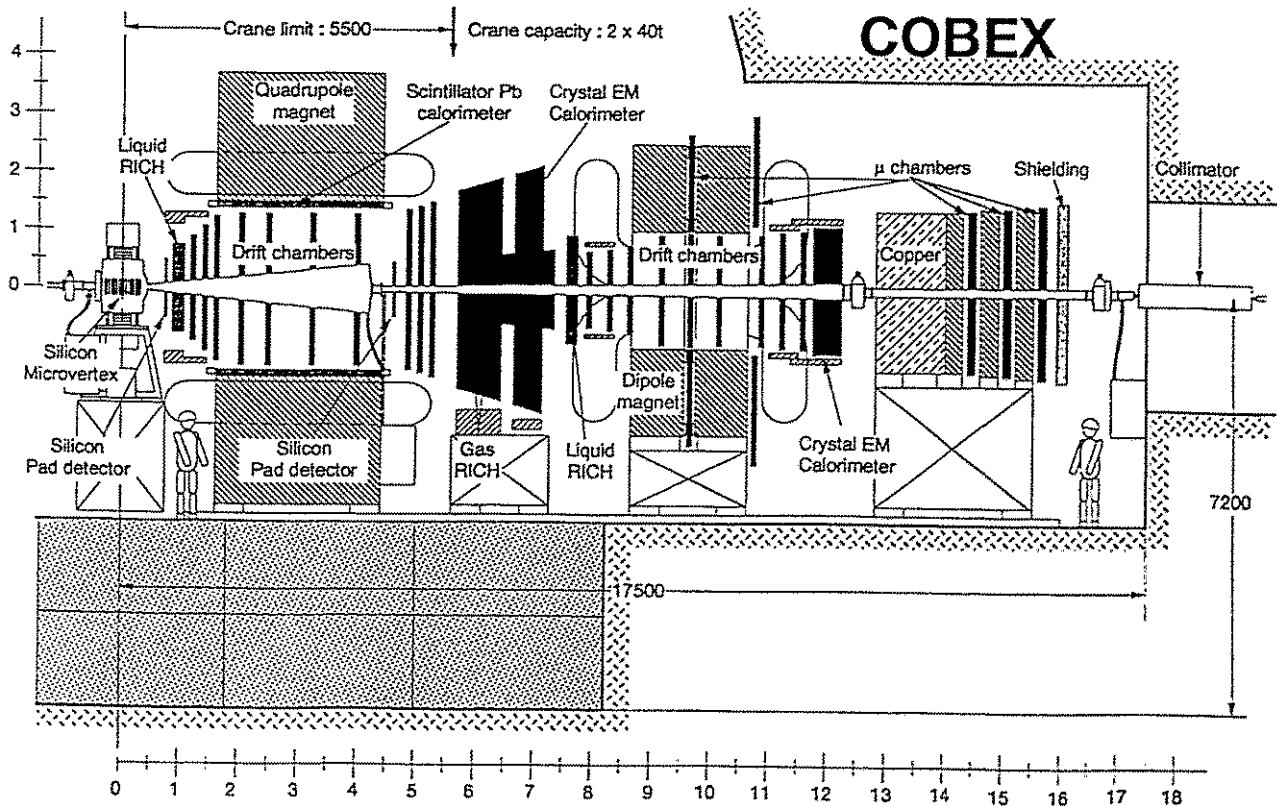 Crane limit : 5500
Crane capacity : 2 x 40t
COBEX
4
3
2
1
0
Quadrupole
magnet
Scintillator Pb
calorimeter
Crystal EM
Calorimeter
Liquid
RICH
μ chambers
Shielding
Collimator
Drift chambers
Drift chambers
Copper
Silicon
Microvertex
Silicon
Pad detector
Silicon
Pad detector
Gas
RICH
Liquid
RICH
Dipole
magnet
Crystal EM
Calorimeter
7200
17500
0 1 2 3 4 5 6 7 8 9 10 11 12 13 14 15 16 17 18